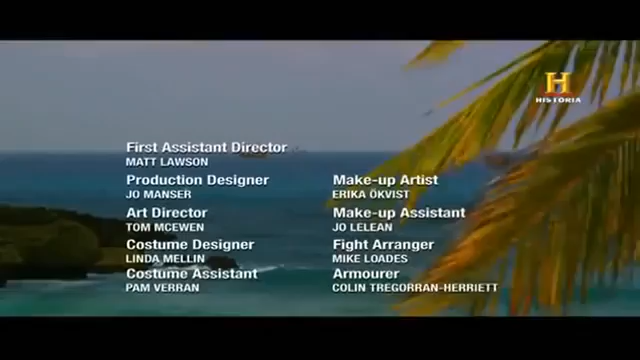 H
HISTORIA
First Assistant Director
MATT LAWSON
Production Designer
JO MANSER
Art Director
TOM MCEWEN
Costume Designer
LINDA MELLIN
Costume Assistant
PAM VERRAN
Make-up Artist
ERIKA ÖKVIST
Make-up Assistant
JO LELEAN
Fight Arranger
MIKE LOADES
Armourer
COLIN TREGORRAN-HERRIETT